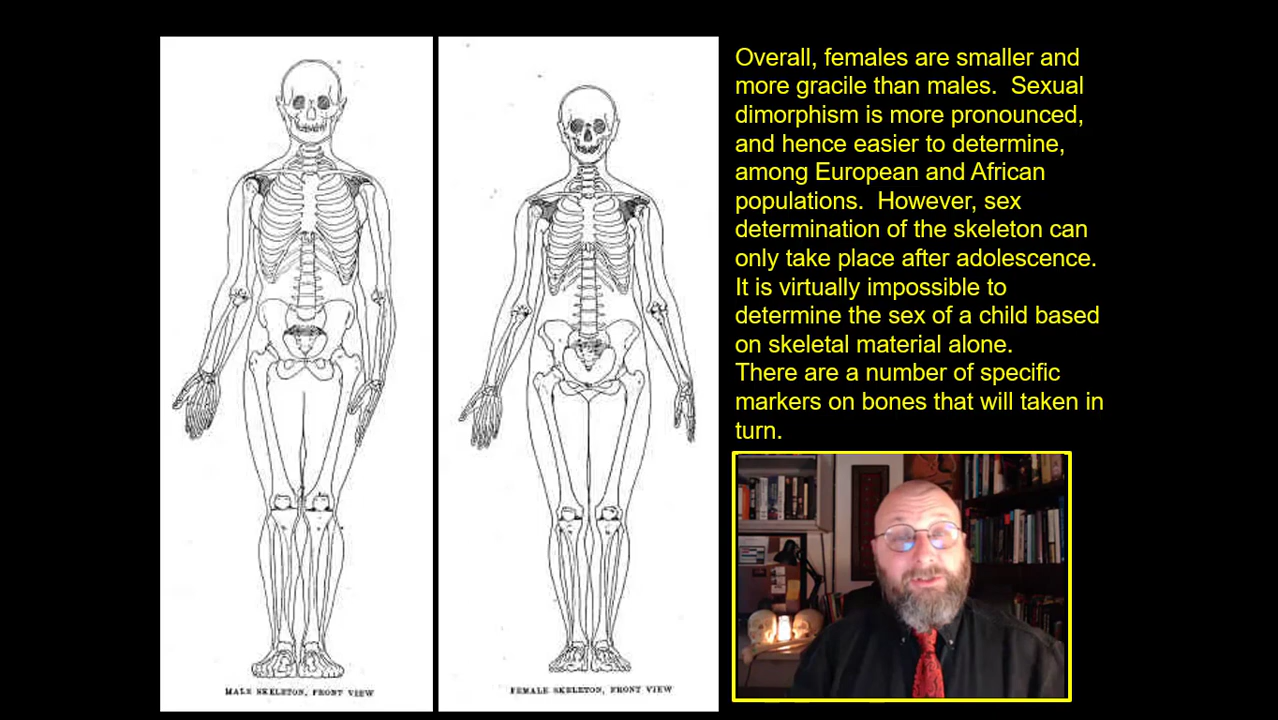 Overall, females are smaller and
more gracile than males.  Sexual
dimorphism is more pronounced,
and hence easier to determine,
among European and African
populations.  However, sex
determination of the skeleton can
only take place after adolescence.
It is virtually impossible to
determine the sex of a child based
on skeletal material alone.
There are a number of specific
markers on bones that will taken in
turn.
MALE SKELETON, FRONT VIEW
FEMALE SKELETON, FRONT VIEW